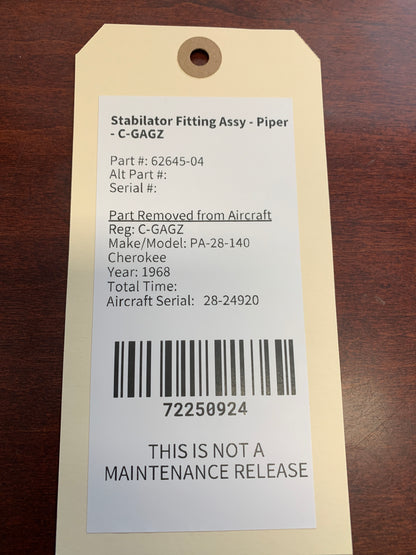 Stabilator Fitting Assy - Piper
- C-GAGZ
Part #: 62645-04
Alt Part #:
Serial #:
Part Removed from Aircraft
Reg: C-GAGZ
Make/Model: PA-28-140
Cherokee
Year: 1968
Total Time:
Aircraft Serial: 28-24920
72250924
THIS IS NOT A
MAINTENANCE RELEASE